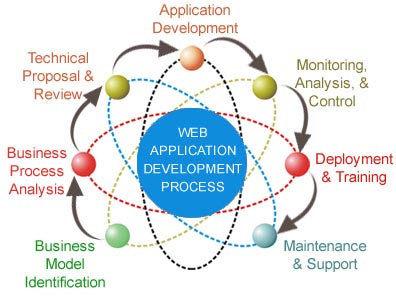 Application
Development
Technical
Proposal &
Review
Monitoring,
Analysis, &
Control
WEB
APPLICATION
DEVELOPMENT
PROCESS
Business
Process
Analysis
Deployment
& Training
Business
Model
Identification
Maintenance
& Support